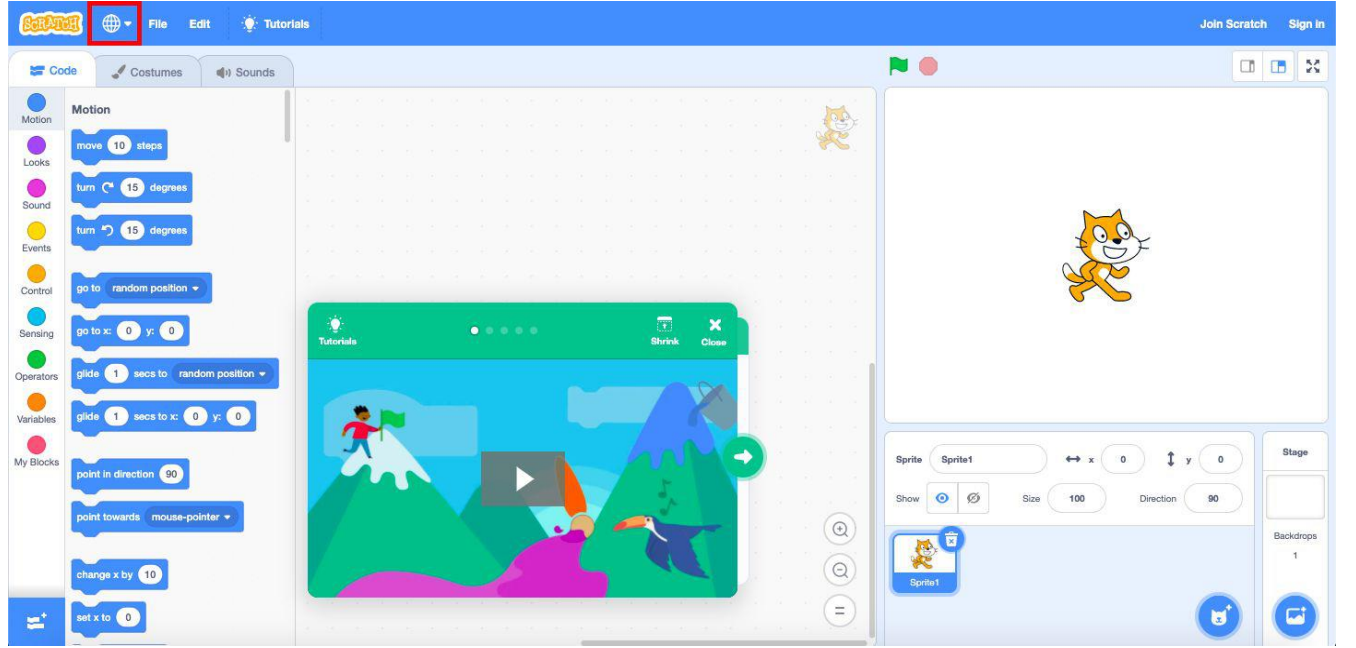 SCRATCH
File
Edit
Tutorials
Join Scratch
Sign in
Code
Costumes
Sounds
Motion
Looks
Sound
Events
Control
Sensing
Operators
Variables
My Blocks
Motion
move 10 steps
turn 15 degrees
turn 15 degrees
go to random position
go to x: 0 y: 0
glide 1 secs to random position
glide 1 secs to x: 0 y: 0
point in direction 90
point towards mouse-pointer
change x by 10
set x to 0
Tutorials
Shrink
Close
Sprite Sprite1 x 0 y 0
Show Size 100 Direction 90
Sprite1
Stage
Backdrops
1